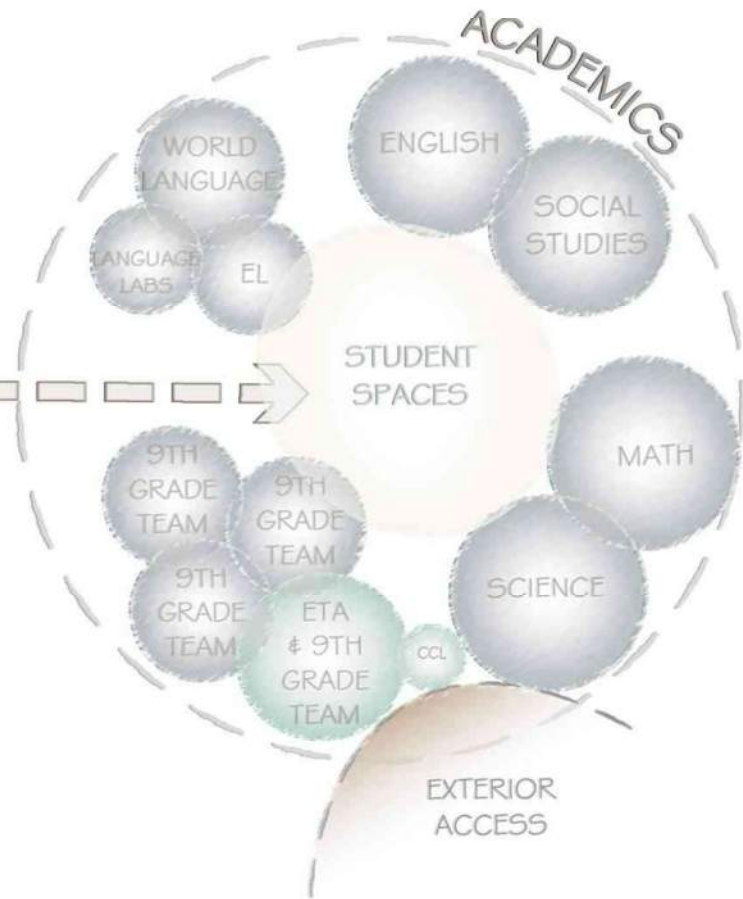 ACADEMICS
ENGLISH
WORLD
LANGUAGE
SOCIAL
STUDIES
LANGUAGE
LABS
EL
STUDENT
SPACES
MATH
9TH
GRADE
TEAM
9TH
GRADE
TEAM
9TH
GRADE
TEAM
SCIENCE
ETA
& 9TH
GRADE
TEAM
CCL
EXTERIOR
ACCESS